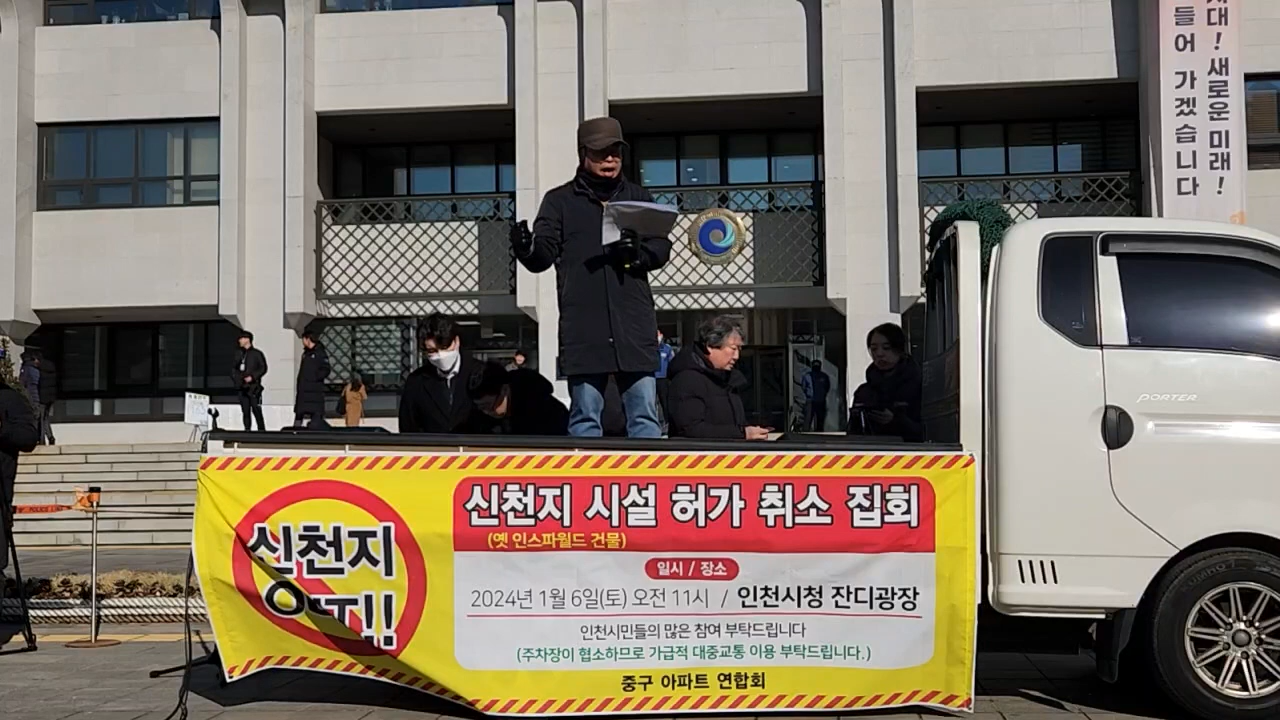 시대! 새로운 미래!
들어 가겠습니다
PORTER
POLICE LINE
신천지
아웃!!
신천지 시설 허가 취소 집회
(옛 인스파월드 건물)
일시 / 장소
2024년 1월 6일(토) 오전 11시 / 인천시청 잔디광장
인천시민들의 많은 참여 부탁드립니다
(주차장이 협소하므로 가급적 대중교통 이용 부탁드립니다.)
중구 아파트 연합회